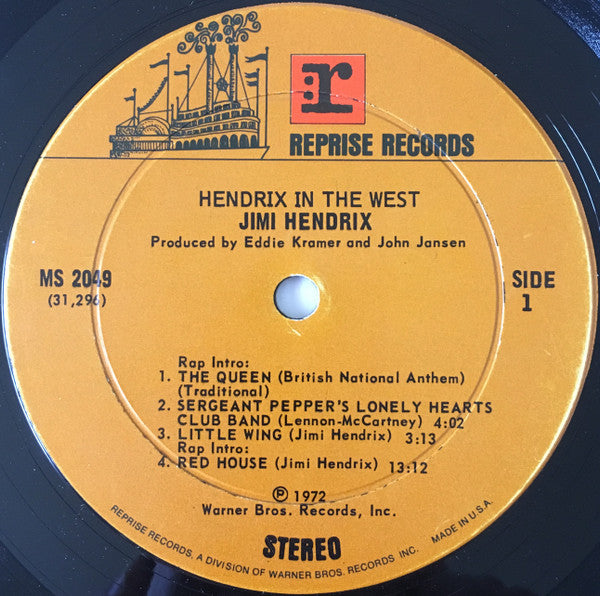 r
REPRISE RECORDS
HENDRIX IN THE WEST
JIMI HENDRIX
Produced by Eddie Kramer and John Jansen
MS 2049
(31,296)
SIDE
1
Rap Intro:
1. THE QUEEN (British National Anthem)
(Traditional)
2. SERGEANT PEPPER'S LONELY HEARTS
CLUB BAND (Lennon-McCartney) 4:02
3. LITTLE WING (Jimi Hendrix) 3:13
Rap Intro:
4. RED HOUSE (Jimi Hendrix) 13:12
℗ 1972
Warner Bros. Records, Inc.
STEREO
REPRISE RECORDS, A DIVISION OF WARNER BROS. RECORDS INC. MADE IN U.S.A.